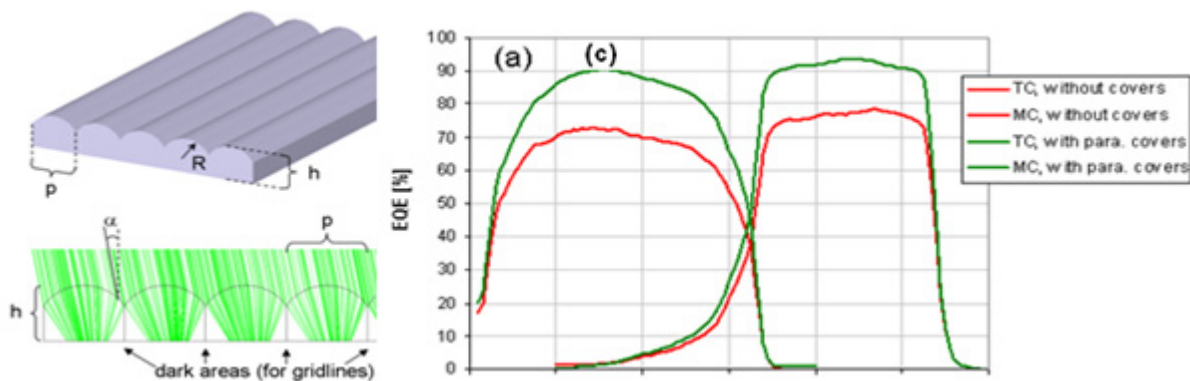 R
h
p
α
p
h
dark areas (for gridlines)
(a)
(c)
EQE [%]
100
90
80
70
60
50
40
30
20
10
0
TC, without covers
MC, without covers
TC, with para. covers
MC, with para. covers